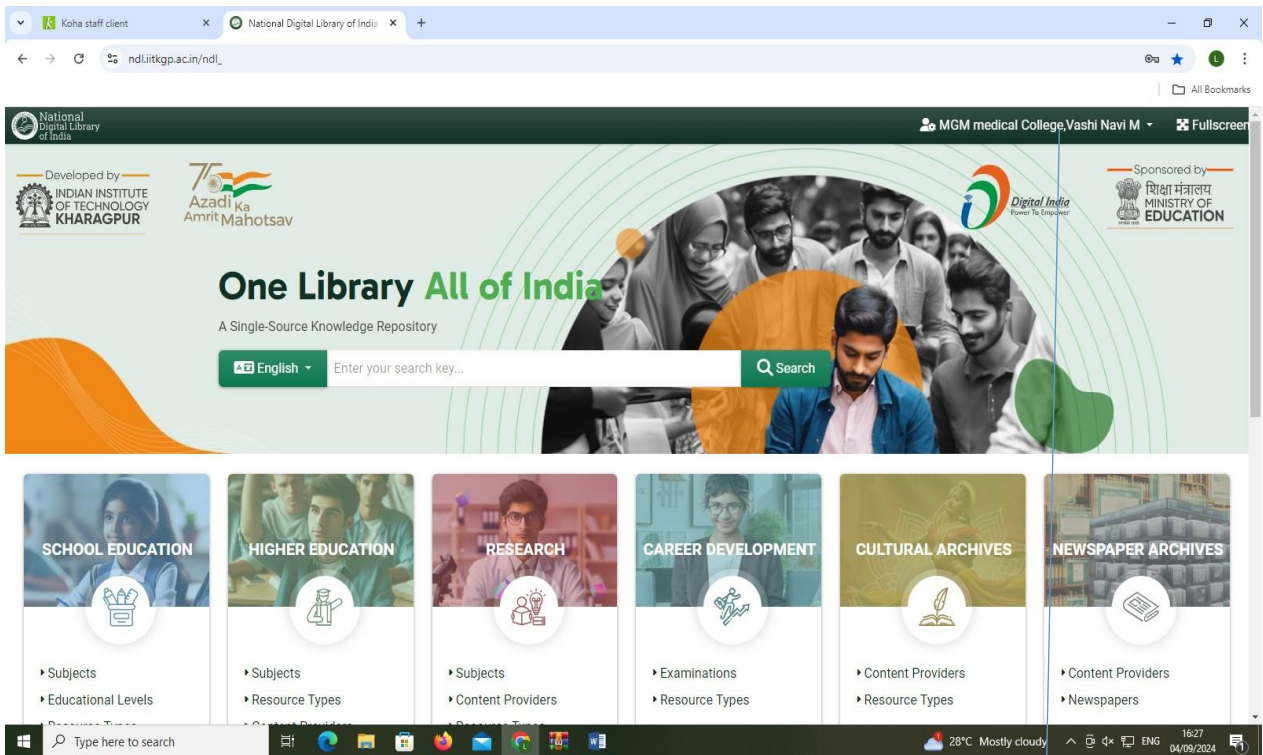 Koha staff client
National Digital Library of India
ndl.iitkgp.ac.in/ndl_
L
All Bookmarks
National
Digital Library
of India
MGM medical College,Vashi Navi M
Fullscreen
Developed by
INDIAN INSTITUTE
OF TECHNOLOGY
KHARAGPUR
75
Azadi Ka
Amrit Mahotsav
Digital India
Power To Empower
Sponsored by
शिक्षा मंत्रालय
MINISTRY OF
EDUCATION
One Library All of India
A Single-Source Knowledge Repository
English
Enter your search key...
Search
SCHOOL EDUCATION
HIGHER EDUCATION
RESEARCH
CAREER DEVELOPMENT
CULTURAL ARCHIVES
NEWSPAPER ARCHIVES
Subjects
Subjects
Subjects
Examinations
Content Providers
Content Providers
Educational Levels
Resource Types
Content Providers
Resource Types
Resource Types
Newspapers
Type here to search
28°C Mostly cloudy
ENG
16:27
04/09/2024